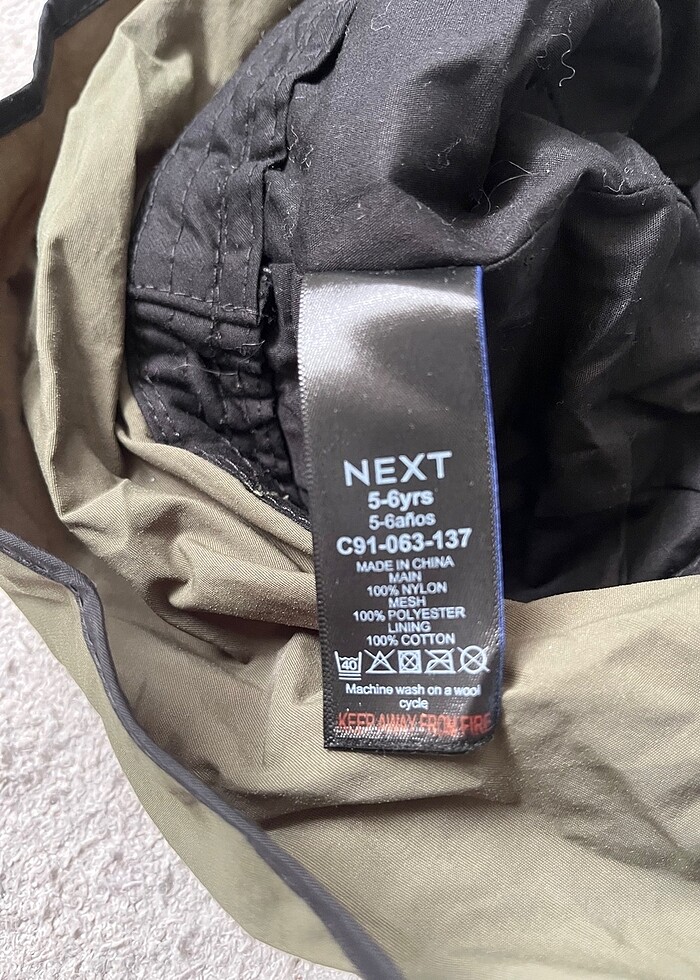 NEXT
5-6yrs
5-6años
C91-063-137
MADE IN CHINA
MAIN
100% NYLON
MESH
100% POLYESTER
LINING
100% COTTON
40
Machine wash on a wool
cycle
KEEP AWAY FROM FIRE